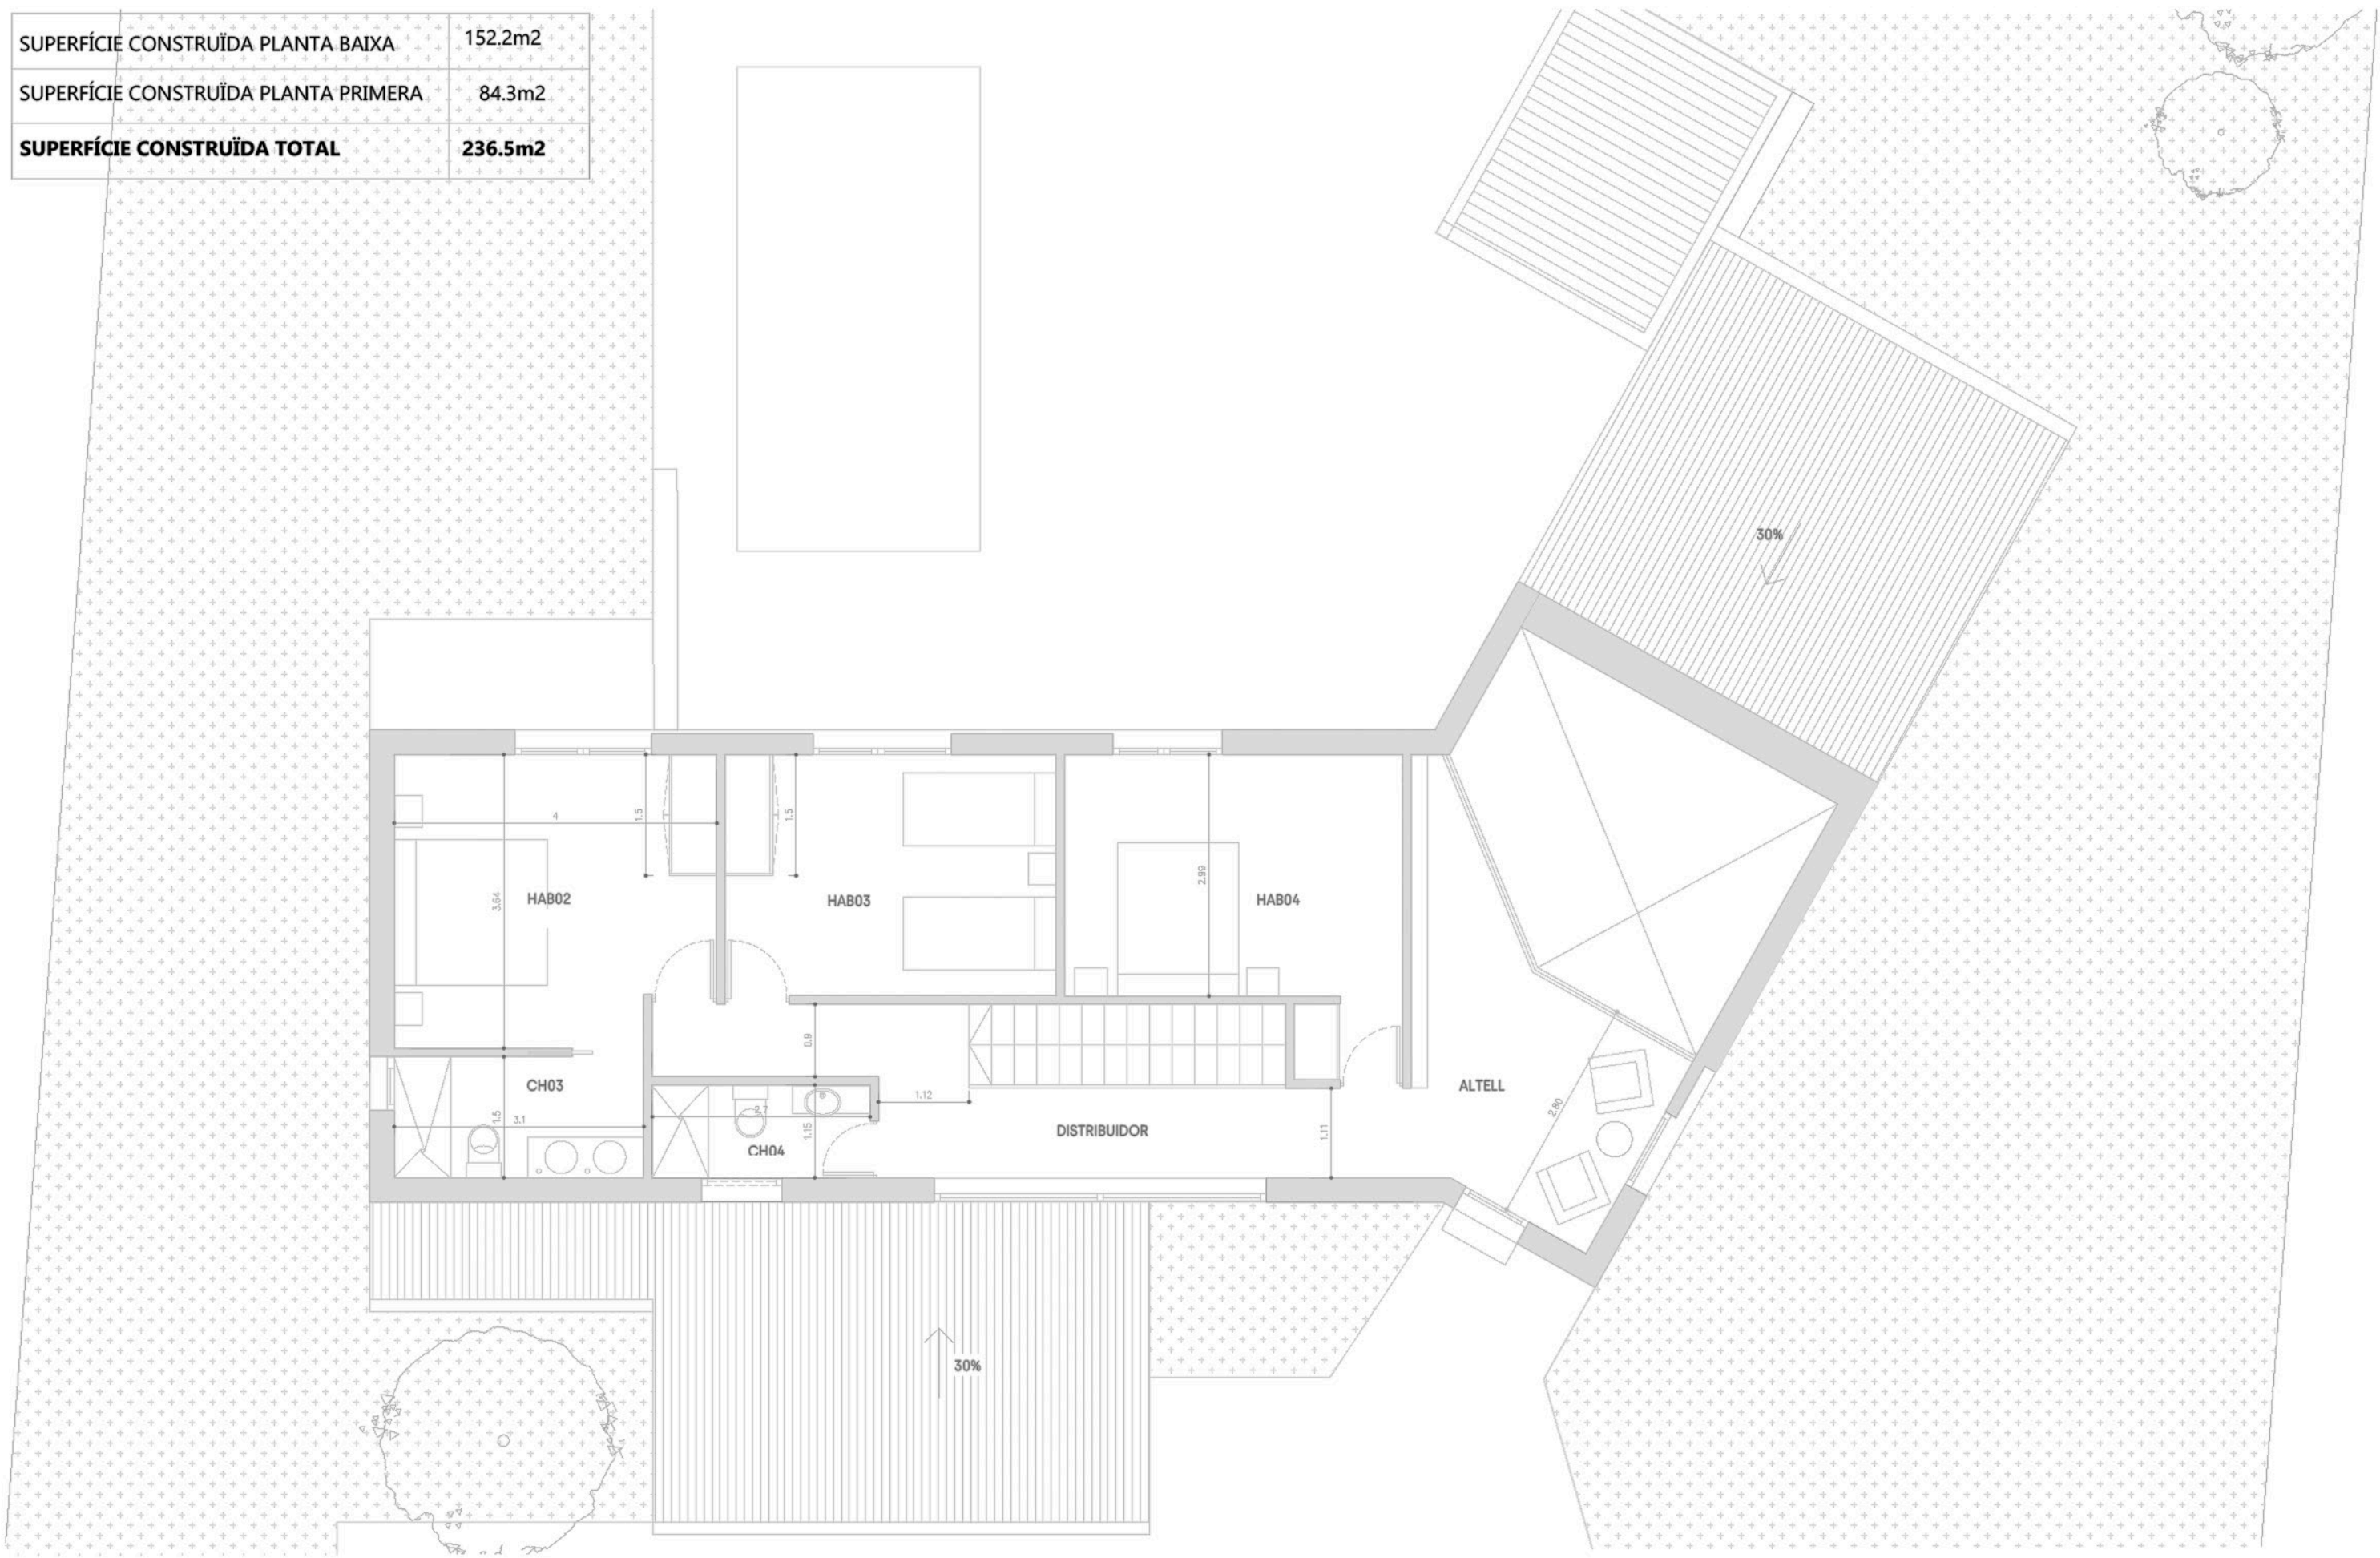 SUPERFÍCIE CONSTRUÏDA PLANTA BAIXA 152.2m2
SUPERFÍCIE CONSTRUÏDA PLANTA PRIMERA 84.3m2
SUPERFÍCIE CONSTRUÏDA TOTAL 236.5m2
30%
4
1.5
1.5
3.64
HAB02
HAB03
2.99
HAB04
0.9
CH03
1.5
3.1
2.7
1.15
CH04
1.12
DISTRIBUIDOR
1.11
ALTELL
2.80
30%